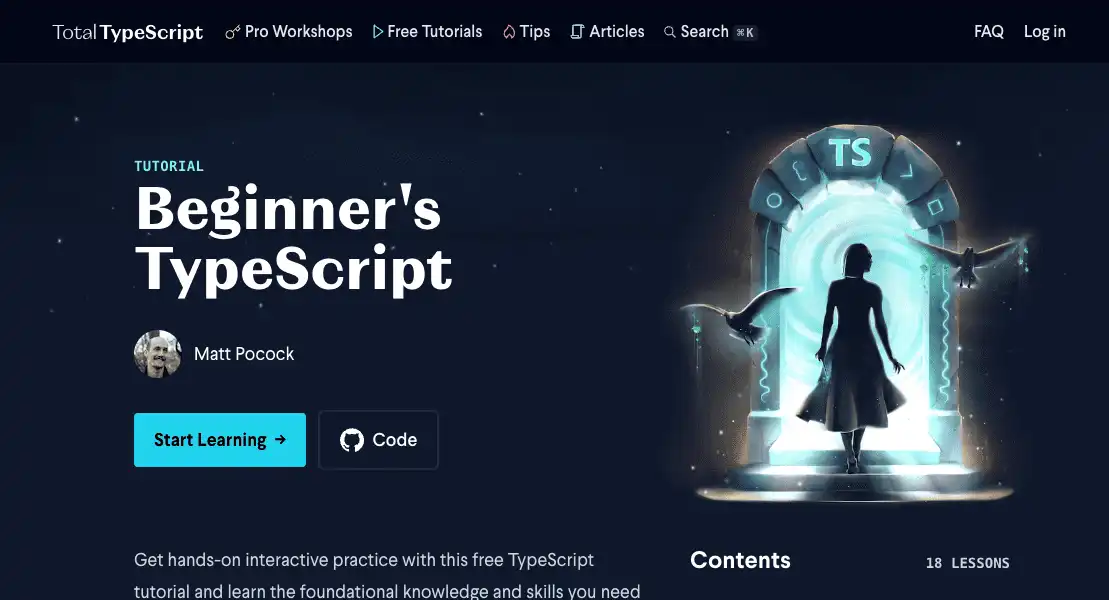 Total TypeScript Pro Workshops Free Tutorials Tips Articles Search ⌘K FAQ Log in
TS
TUTORIAL
Beginner's
TypeScript
Matt Pocock
Start Learning → Code
Get hands-on interactive practice with this free TypeScript
tutorial and learn the foundational knowledge and skills you need
Contents 18 LESSONS